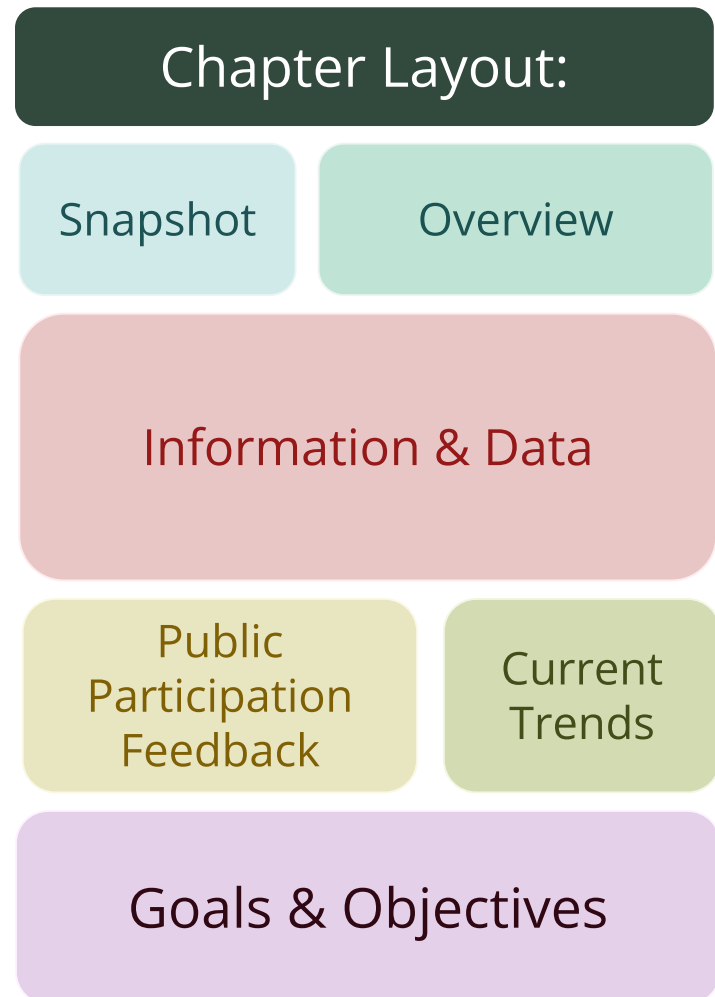 Chapter Layout:
Snapshot
Overview
Information & Data
Public
Participation
Feedback
Current
Trends
Goals & Objectives